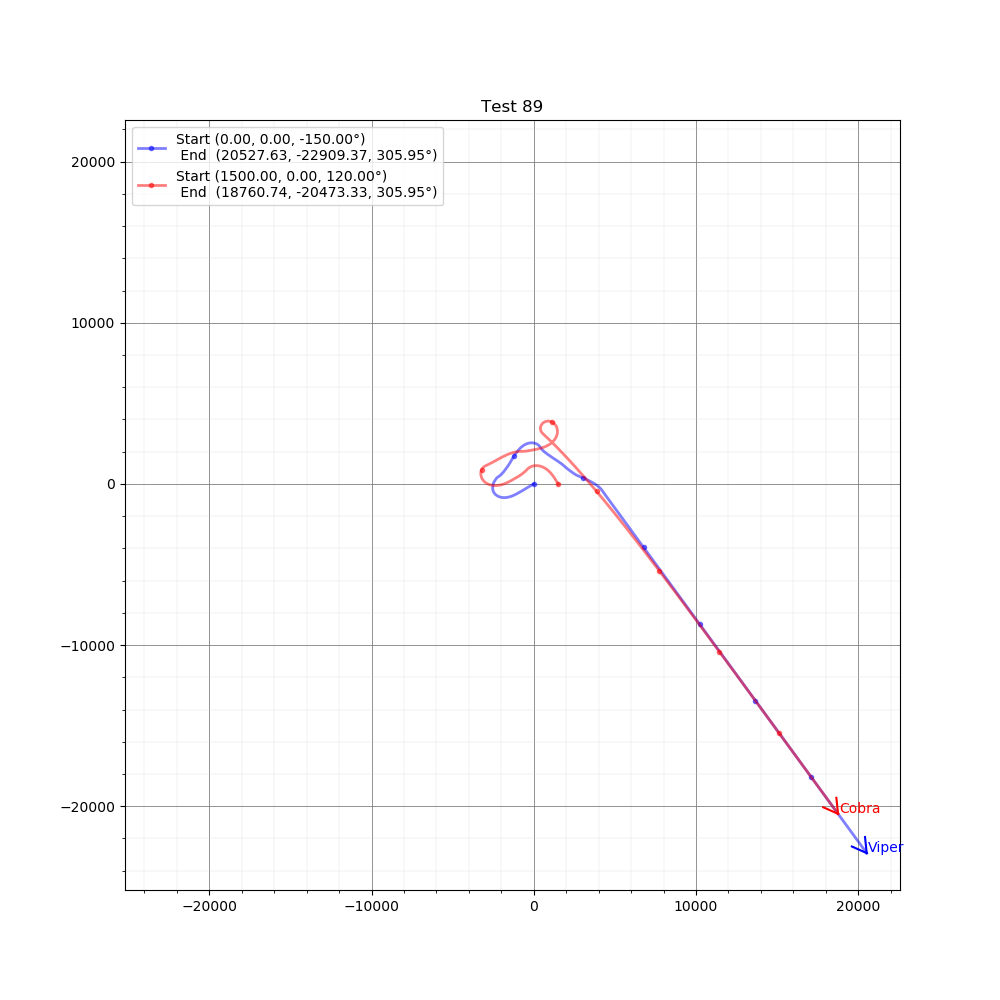 Test 89
Start (0.00, 0.00, -150.00°)
End (20527.63, -22909.37, 305.95°)
Start (1500.00, 0.00, 120.00°)
End (18760.74, -20473.33, 305.95°)
20000
10000
0
−10000
−20000
Cobra
Viper
−20000
−10000
0
10000
20000